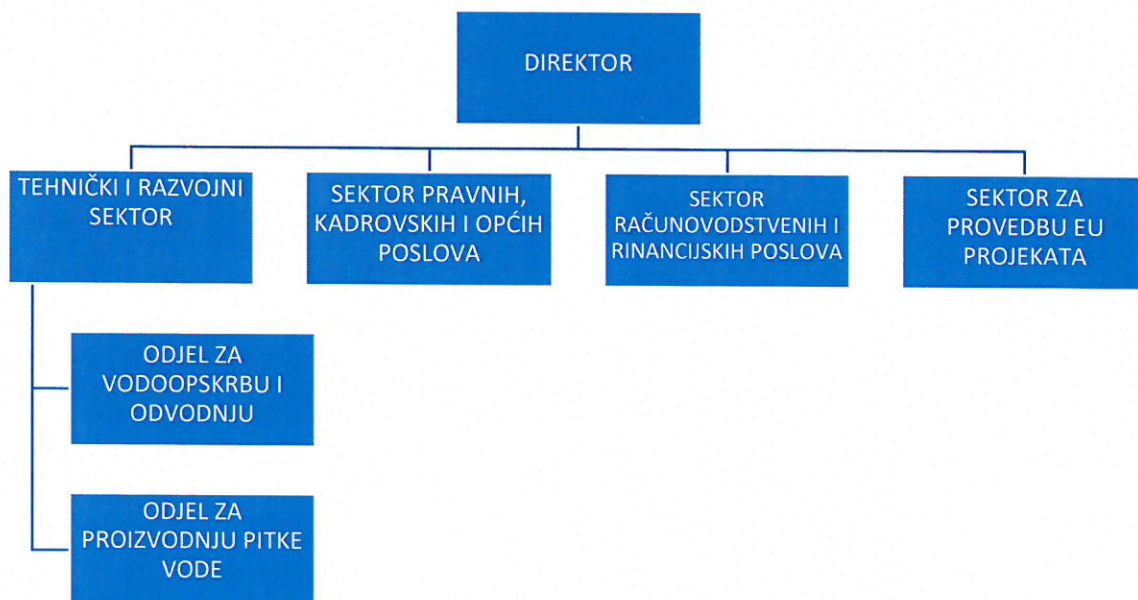 DIREKTOR
TEHNIČKI I RAZVOJNI
SEKTOR
SEKTOR PRAVNIH,
KADROVSKIH I OPĆIH
POSLOVA
SEKTOR
RAČUNOVODSTVENIH I
RINANCIJSKIH POSLOVA
SEKTOR ZA
PROVEDBU EU
PROJEKATA
ODJEL ZA
VODOOPSKRBU I
ODVODNJU
ODJEL ZA
PROIZVODNJU PITKE
VODE